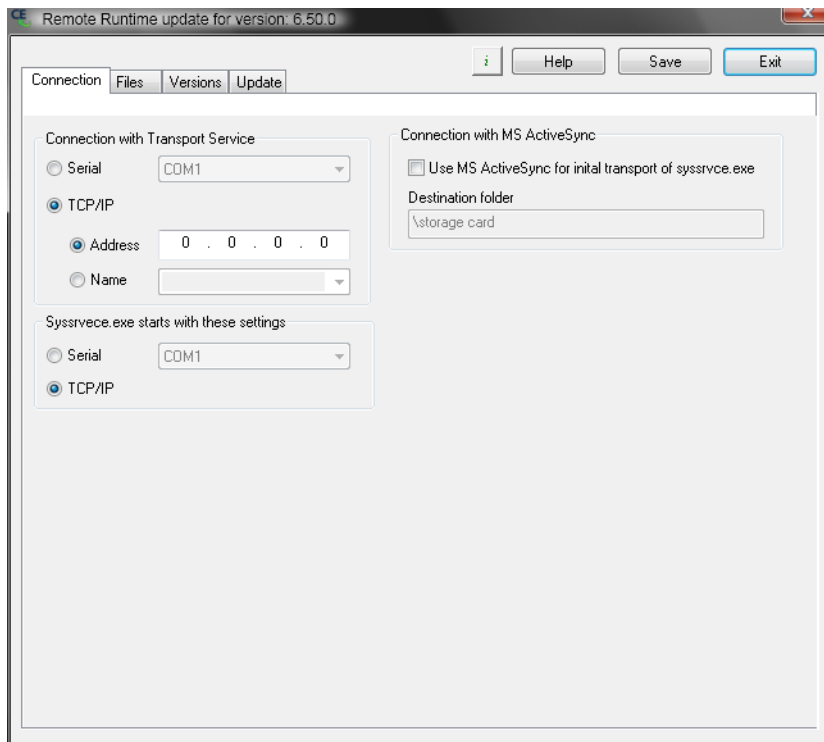 CE
Remote Runtime update for version: 6.50.0
i Help Save Exit
Connection Files Versions Update
Connection with Transport Service
Serial COM1
TCP/IP
Address 0 . 0 . 0 . 0
Name
Syssrvece.exe starts with these settings
Serial COM1
TCP/IP
Connection with MS ActiveSync
Use MS ActiveSync for inital transport of syssrvce.exe
Destination folder
\storage card